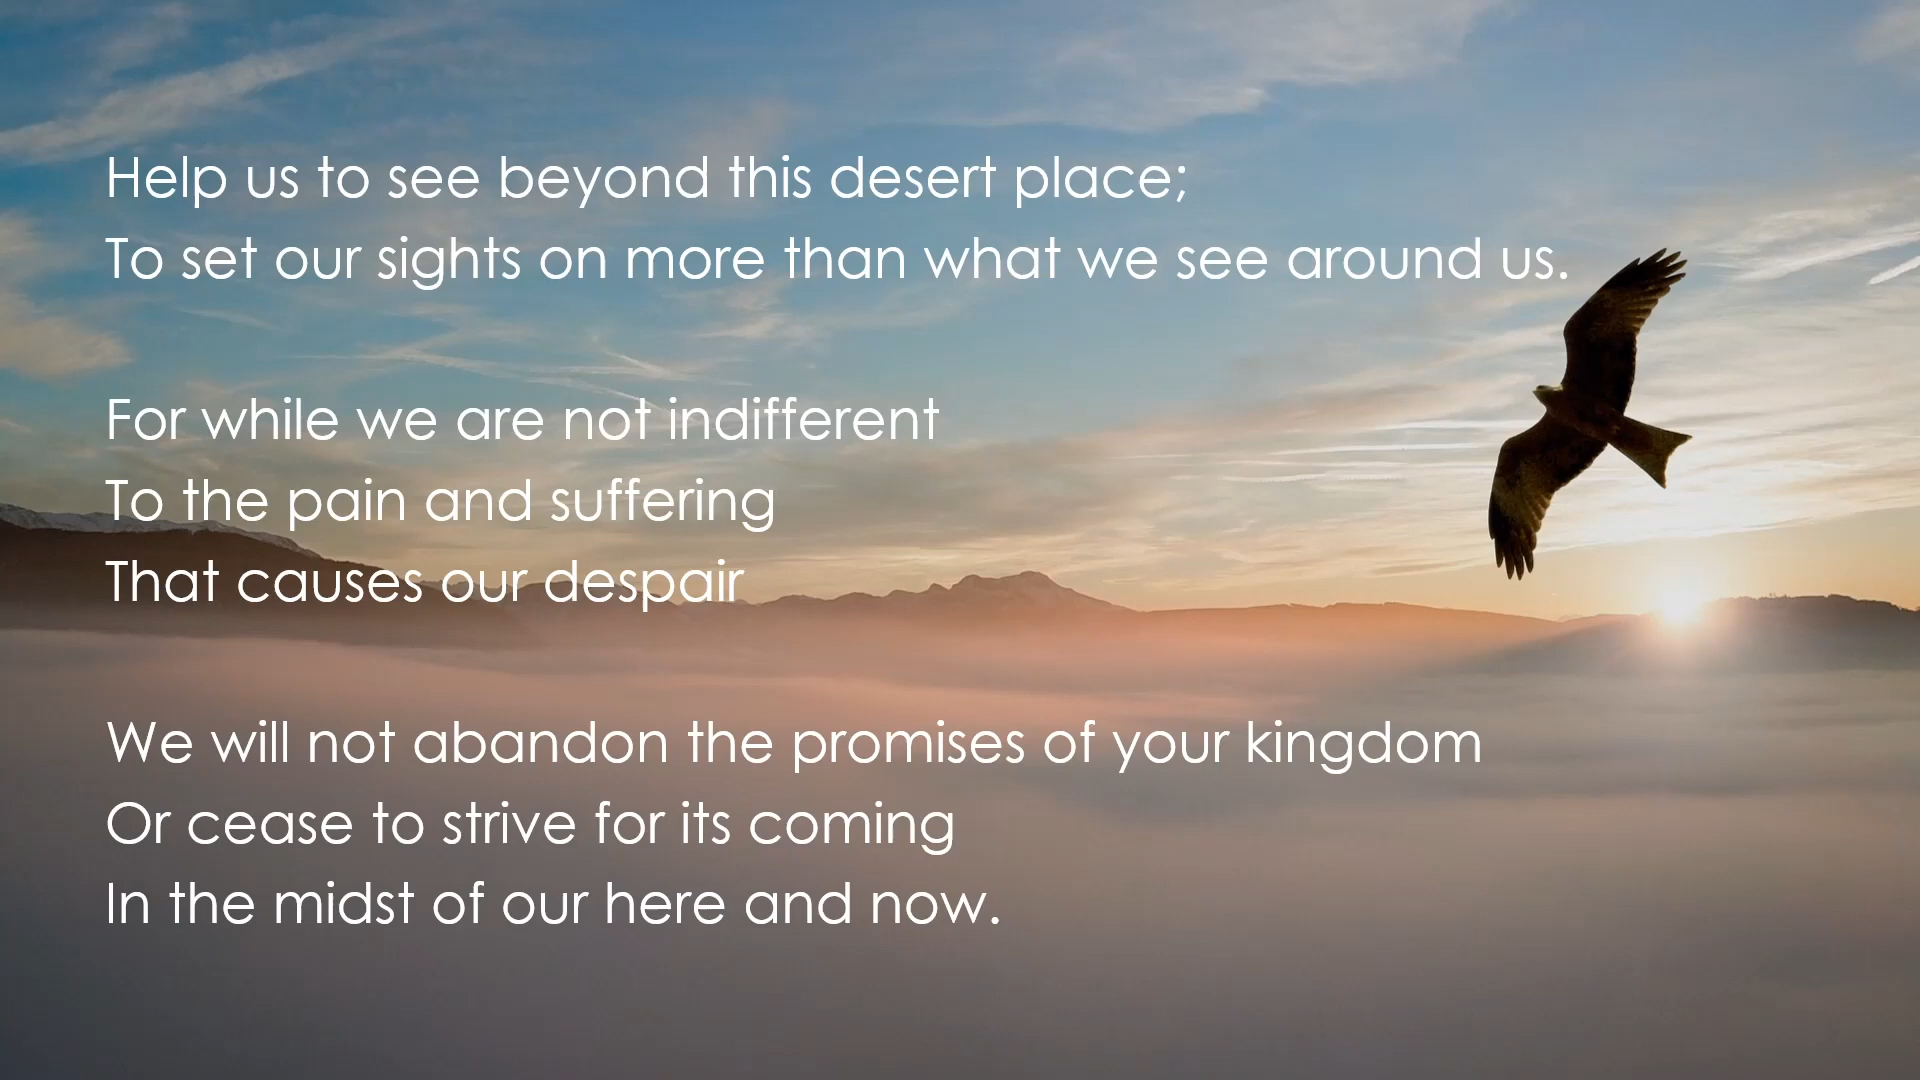 Help us to see beyond this desert place;
To set our sights on more than what we see around us.
For while we are not indifferent
To the pain and suffering
That causes our despair
We will not abandon the promises of your kingdom
Or cease to strive for its coming
In the midst of our here and now.